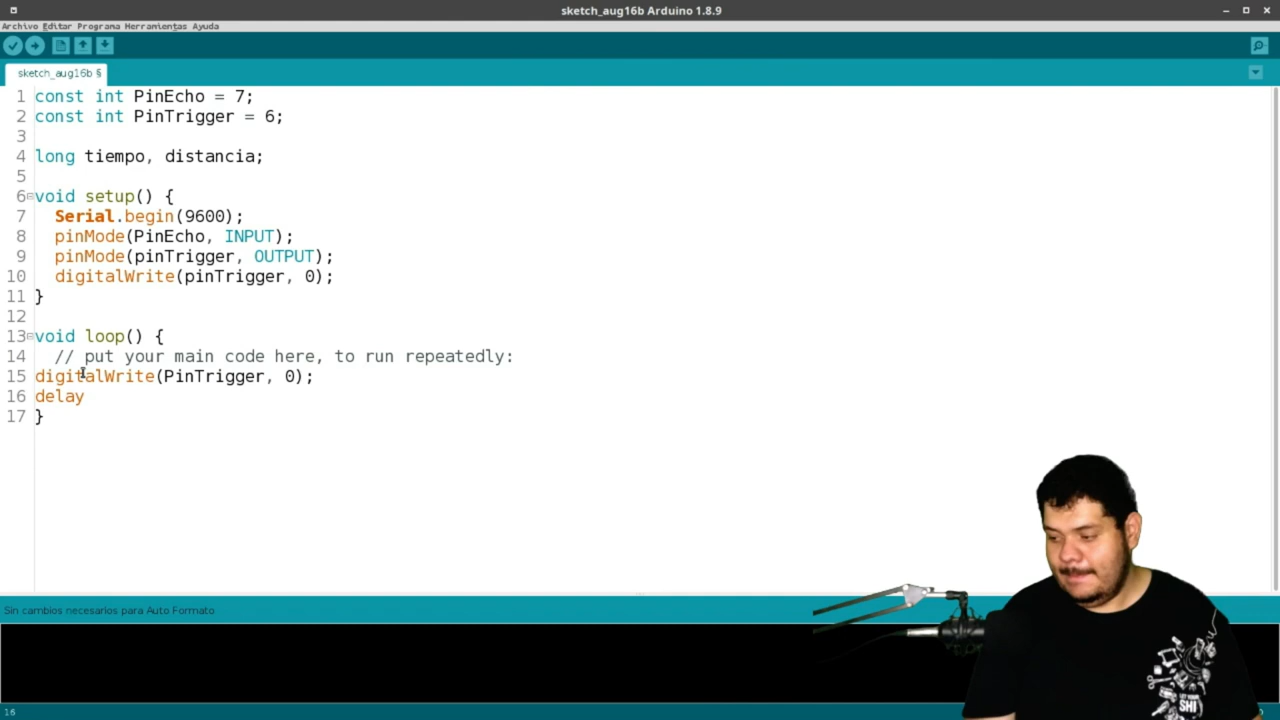 sketch_aug16b Arduino 1.8.9
Archivo Editar Programa Herramientas Ayuda
sketch_aug16b §
1 const int PinEcho = 7;
2 const int PinTrigger = 6;
3
4 long tiempo, distancia;
5
6 void setup() {
7 Serial.begin(9600);
8 pinMode(PinEcho, INPUT);
9 pinMode(pinTrigger, OUTPUT);
10 digitalWrite(pinTrigger, 0);
11 }
12
13 void loop() {
14 // put your main code here, to run repeatedly:
15 digitalWrite(PinTrigger, 0);
16 delay
17 }
Sin cambios necesarios para Auto Formato
SHI
16